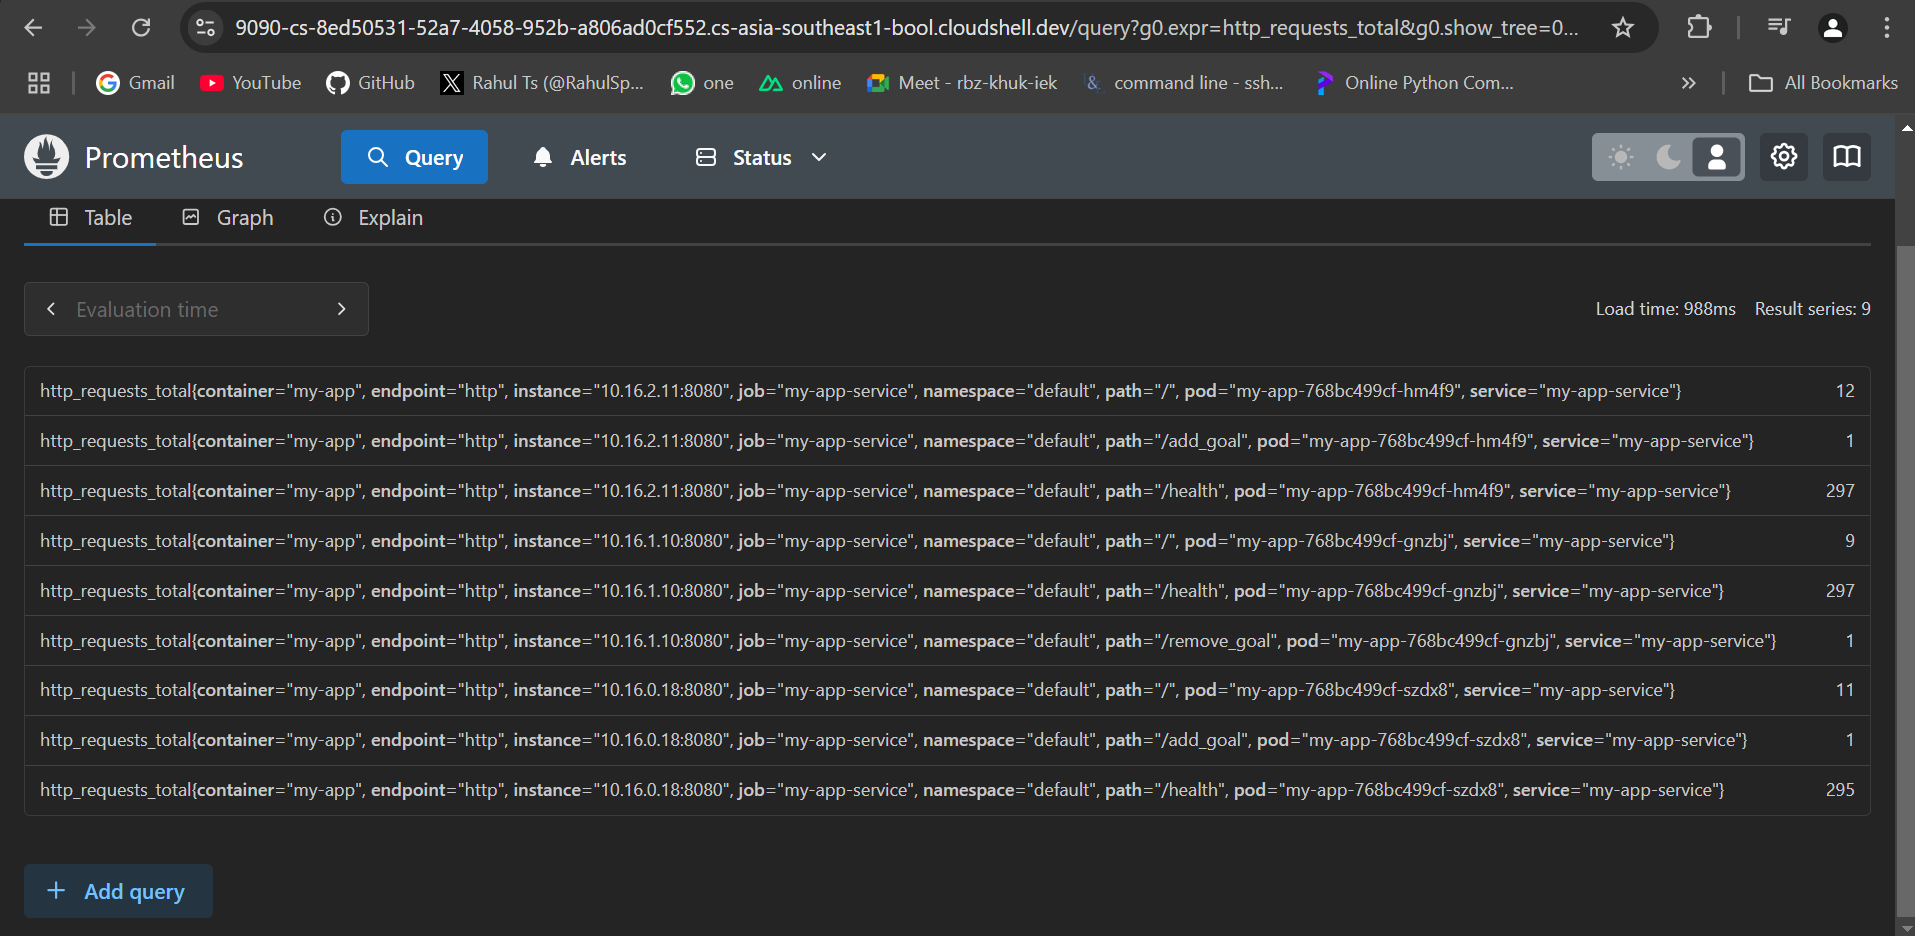 9090-cs-8ed50531-52a7-4058-952b-a806ad0cf552.cs-asia-southeast1-bool.cloudshell.dev/query?g0.expr=http_requests_total&g0.show_tree=0...
Gmail YouTube GitHub Rahul Ts (@RahulSp... one online Meet - rbz-khuk-iek command line - ssh... Online Python Com... » All Bookmarks
Prometheus Query Alerts Status
Table Graph Explain
Evaluation time Load time: 988ms Result series: 9
http_requests_total{container="my-app", endpoint="http", instance="10.16.2.11:8080", job="my-app-service", namespace="default", path="/", pod="my-app-768bc499cf-hm4f9", service="my-app-service"} 12
http_requests_total{container="my-app", endpoint="http", instance="10.16.2.11:8080", job="my-app-service", namespace="default", path="/add_goal", pod="my-app-768bc499cf-hm4f9", service="my-app-service"} 1
http_requests_total{container="my-app", endpoint="http", instance="10.16.2.11:8080", job="my-app-service", namespace="default", path="/health", pod="my-app-768bc499cf-hm4f9", service="my-app-service"} 297
http_requests_total{container="my-app", endpoint="http", instance="10.16.1.10:8080", job="my-app-service", namespace="default", path="/", pod="my-app-768bc499cf-gnzbj", service="my-app-service"} 9
http_requests_total{container="my-app", endpoint="http", instance="10.16.1.10:8080", job="my-app-service", namespace="default", path="/health", pod="my-app-768bc499cf-gnzbj", service="my-app-service"} 297
http_requests_total{container="my-app", endpoint="http", instance="10.16.1.10:8080", job="my-app-service", namespace="default", path="/remove_goal", pod="my-app-768bc499cf-gnzbj", service="my-app-service"} 1
http_requests_total{container="my-app", endpoint="http", instance="10.16.0.18:8080", job="my-app-service", namespace="default", path="/", pod="my-app-768bc499cf-szdx8", service="my-app-service"} 11
http_requests_total{container="my-app", endpoint="http", instance="10.16.0.18:8080", job="my-app-service", namespace="default", path="/add_goal", pod="my-app-768bc499cf-szdx8", service="my-app-service"} 1
http_requests_total{container="my-app", endpoint="http", instance="10.16.0.18:8080", job="my-app-service", namespace="default", path="/health", pod="my-app-768bc499cf-szdx8", service="my-app-service"} 295
Add query